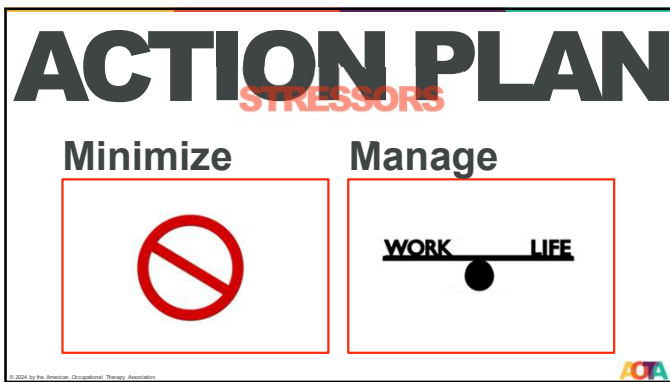 ACTION PLAN
STRESSORS
Minimize
Manage
WORK LIFE
© 2024 by the American Occupational Therapy Association
AOTA